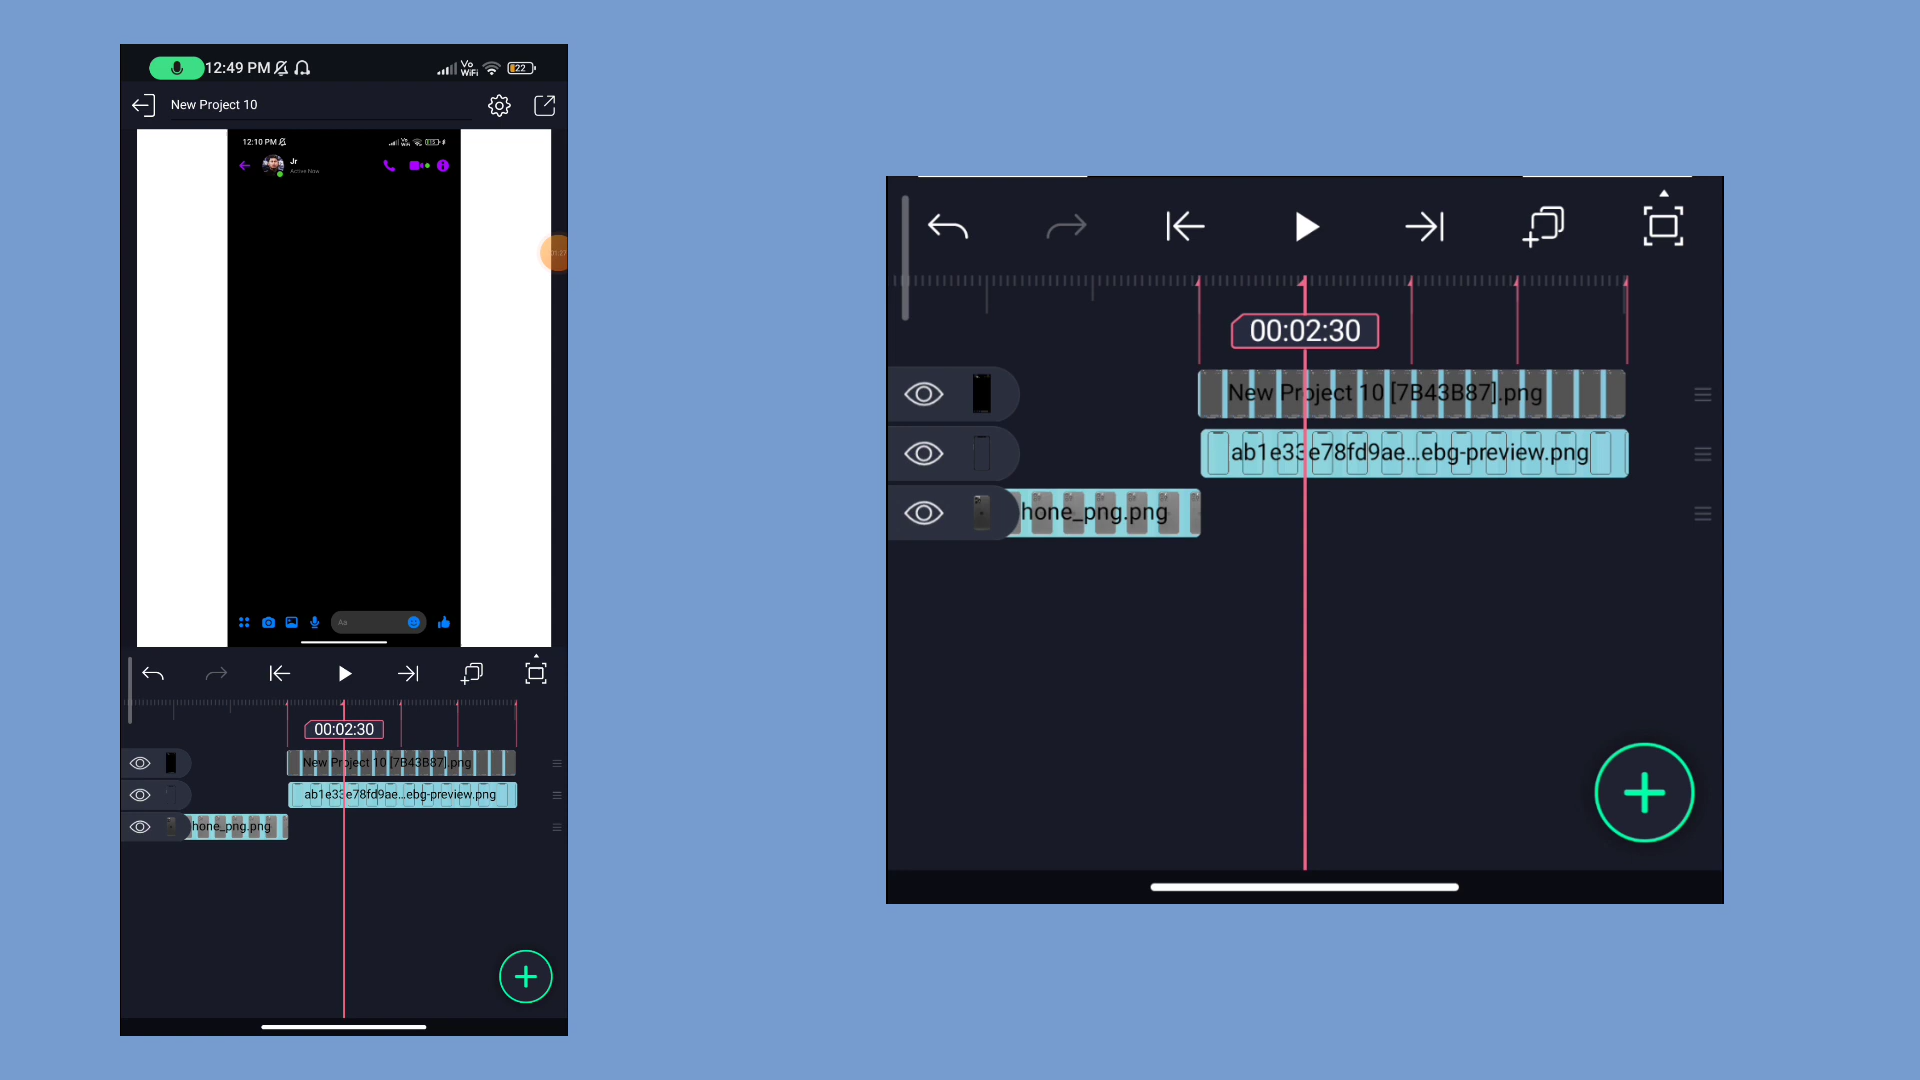 12:49 PM
Vo
WiFi
22
New Project 10
12:10 PM
Jr
Active Now
01:27
Aa
00:02:30
New Project 10 [7B43B87].png
ab1e33e78fd9ae...ebg-preview.png
hone_png.png
00:02:30
New Project 10 [7B43B87].png
ab1e33e78fd9ae...ebg-preview.png
hone_png.png